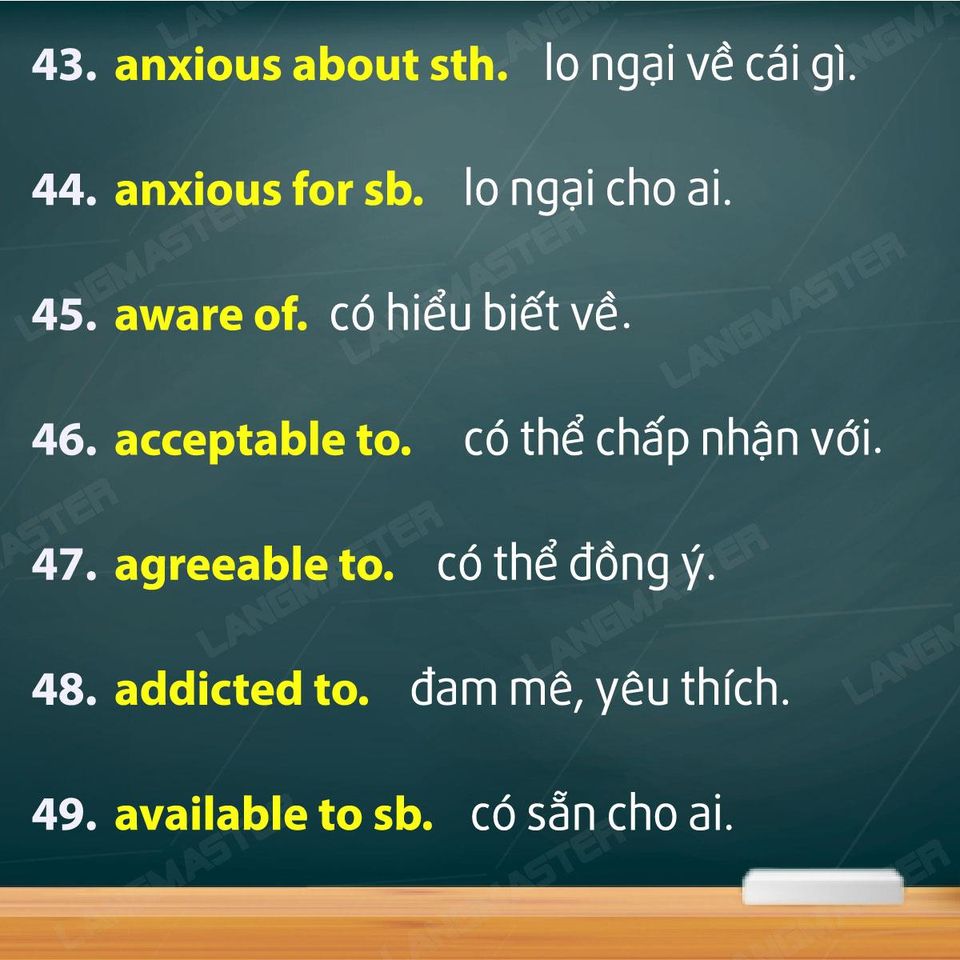 43. anxious about sth. lo ngại về cái gì.
44. anxious for sb. lo ngại cho ai.
45. aware of. có hiểu biết về.
46. acceptable to. có thể chấp nhận với.
47. agreeable to. có thể đồng ý.
48. addicted to. đam mê, yêu thích.
49. available to sb. có sẵn cho ai.
LANGMASTER